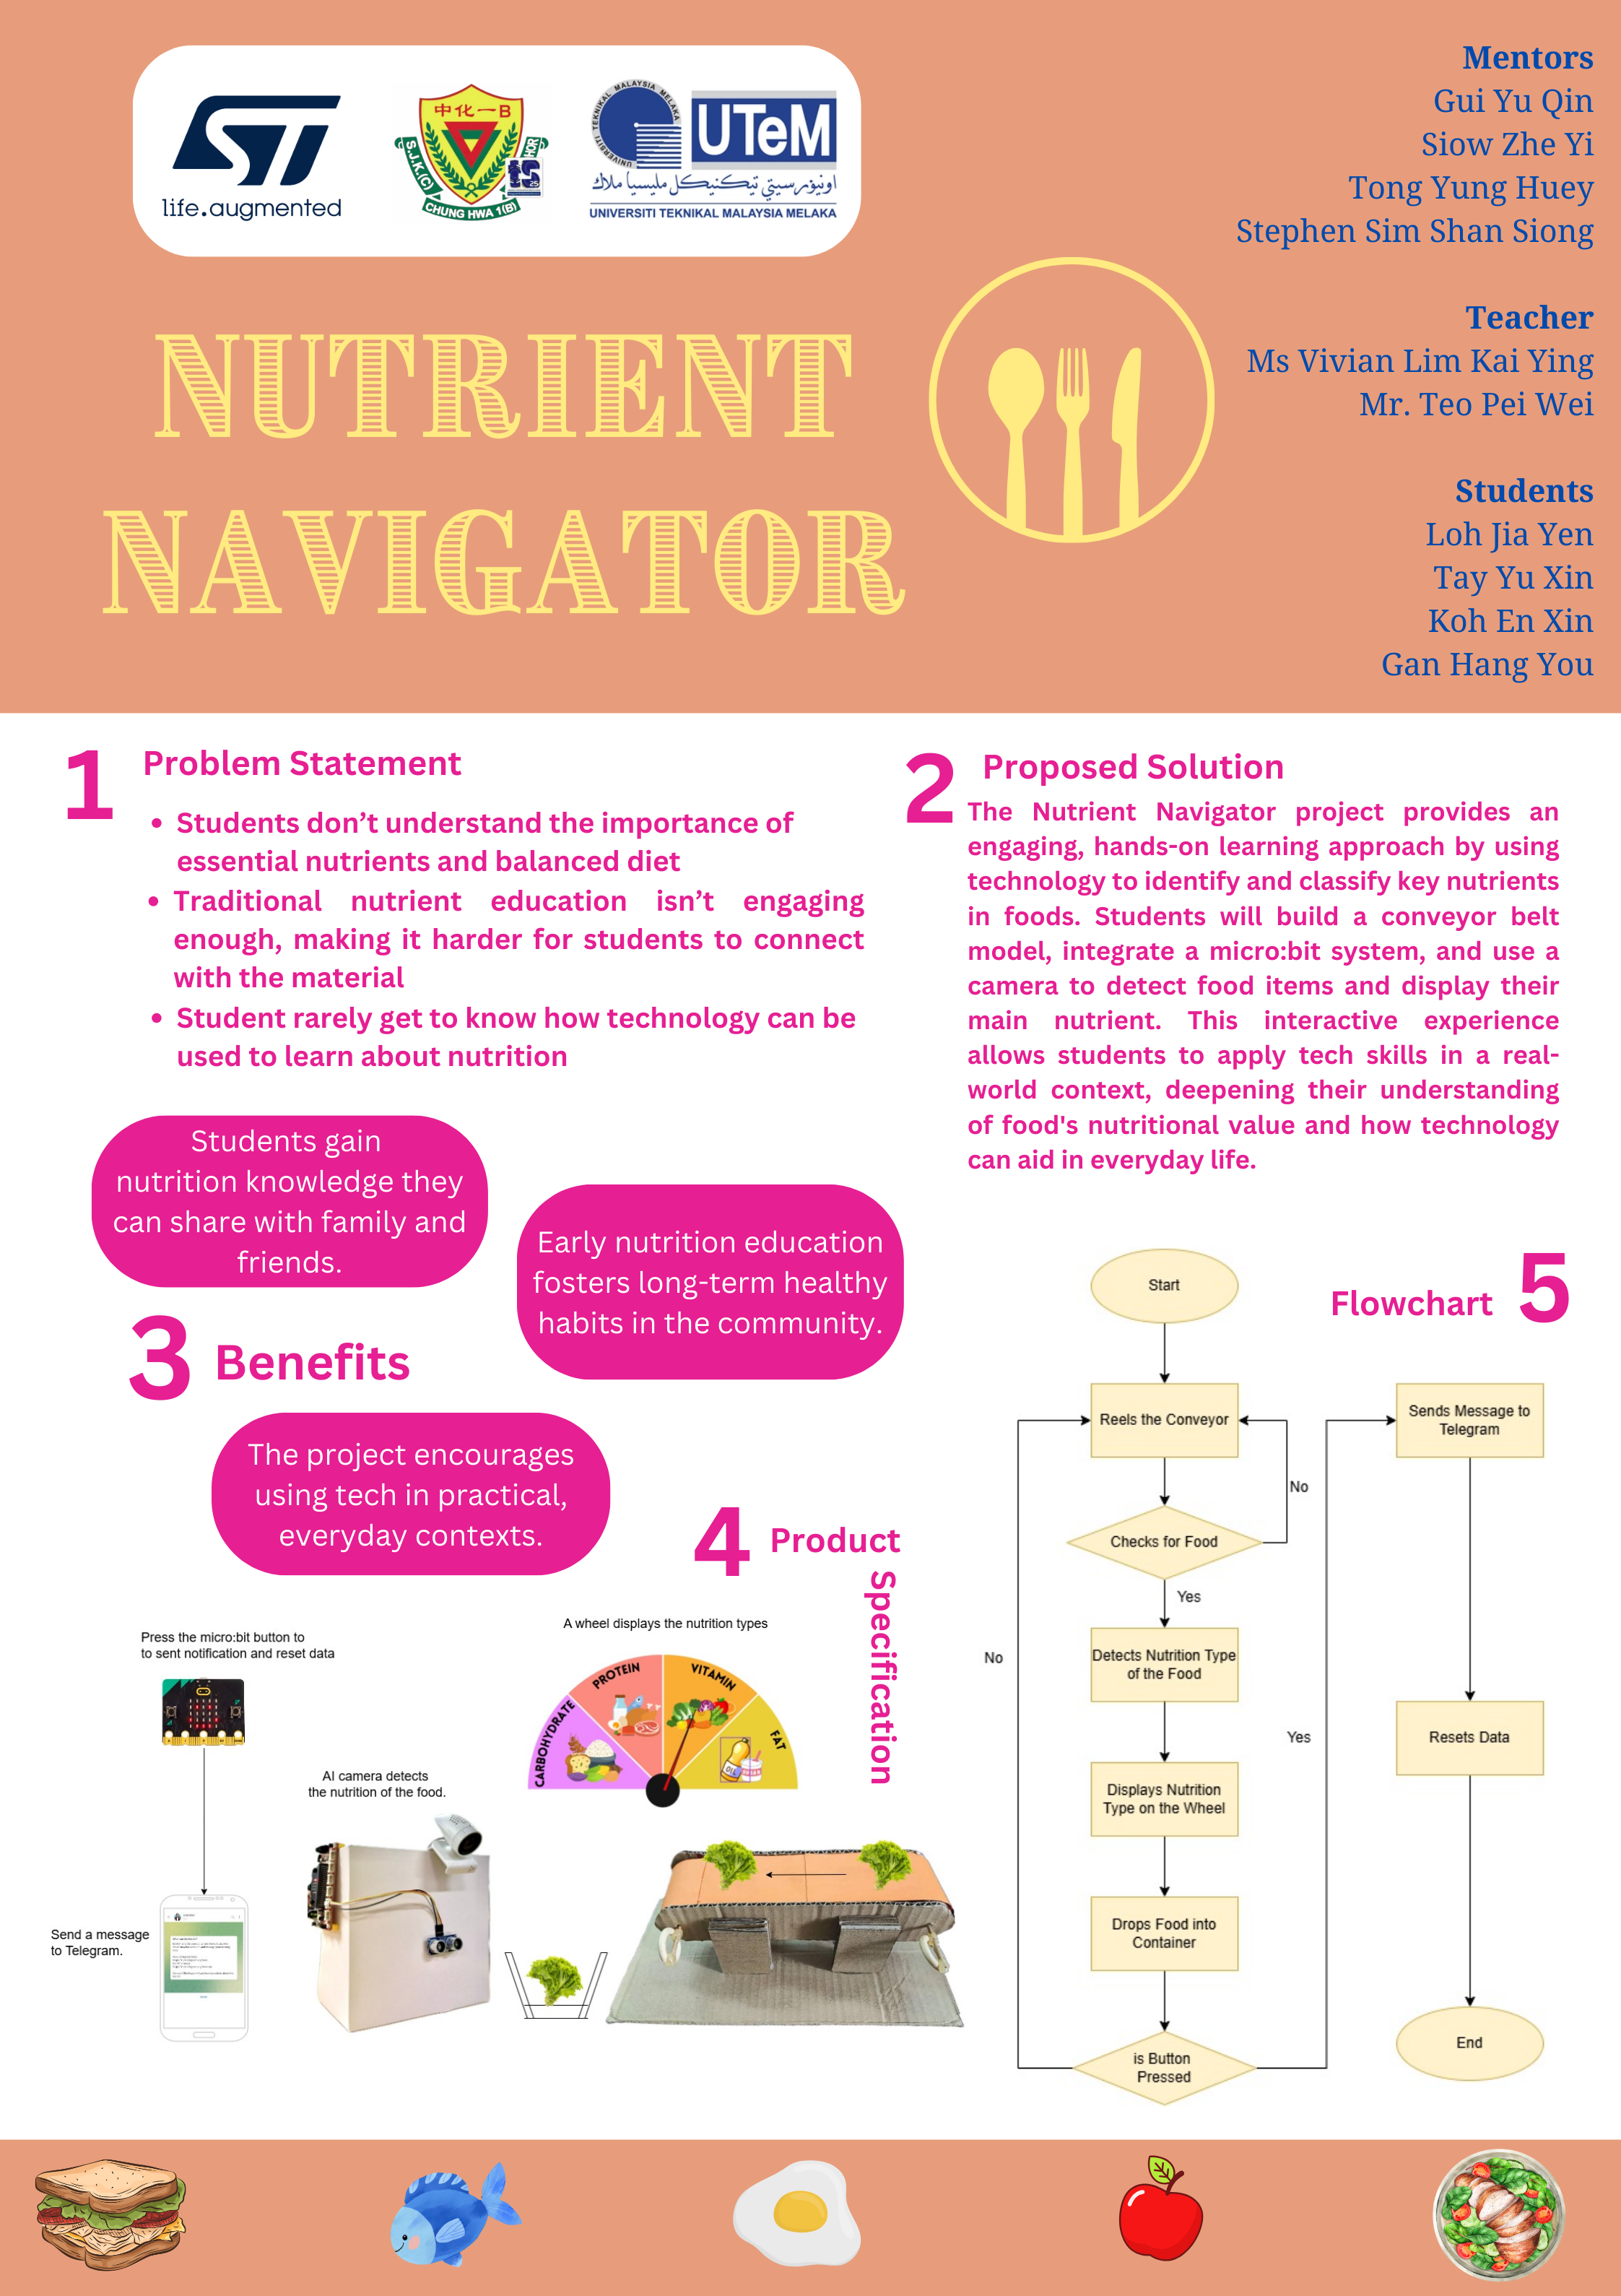 ST
life.augmented
中化一B
S.J.K.(C)
HOR
CHUNG HWA 1(B)
UNIVERSITI TEKNIKAL MALAYSIA MELAKA
UTeM
اونيۏرسيتي تيكنيكل مليسيا ملاك
UNIVERSITI TEKNIKAL MALAYSIA MELAKA
NUTRIENT
NAVIGATOR
Mentors
Gui Yu Qin
Siow Zhe Yi
Tong Yung Huey
Stephen Sim Shan Siong
Teacher
Ms Vivian Lim Kai Ying
Mr. Teo Pei Wei
Students
Loh Jia Yen
Tay Yu Xin
Koh En Xin
Gan Hang You
1 Problem Statement
• Students don’t understand the importance of
essential nutrients and balanced diet
• Traditional nutrient education isn’t engaging
enough, making it harder for students to connect
with the material
• Student rarely get to know how technology can be
used to learn about nutrition
2 Proposed Solution
The Nutrient Navigator project provides an
engaging, hands-on learning approach by using
technology to identify and classify key nutrients
in foods. Students will build a conveyor belt
model, integrate a micro:bit system, and use a
camera to detect food items and display their
main nutrient. This interactive experience
allows students to apply tech skills in a real-
world context, deepening their understanding
of food's nutritional value and how technology
can aid in everyday life.
Students gain
nutrition knowledge they
can share with family and
friends.
Early nutrition education
fosters long-term healthy
habits in the community.
3 Benefits
The project encourages
using tech in practical,
everyday contexts.
4 Product
Specification
Press the micro:bit button to
to sent notification and reset data
A wheel displays the nutrition types
CARBOHYDRATE
PROTEIN
VITAMIN
FAT
OIL
AI camera detects
the nutrition of the food.
Send a message
to Telegram.
Flowchart 5
Start
Reels the Conveyor
No
Checks for Food
Yes
Detects Nutrition Type
of the Food
Displays Nutrition
Type on the Wheel
Drops Food into
Container
is Button
Pressed
No
Yes
Sends Message to
Telegram
Resets Data
End